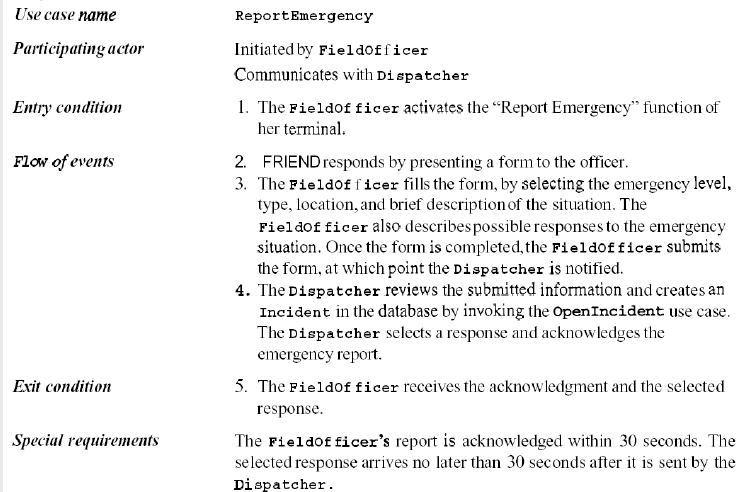 Use case name ReportEmergency
Participating actor Initiated by FieldOfficer
Communicates with Dispatcher
Entry condition 1. The FieldOfficer activates the “Report Emergency” function of
her terminal.
Flow of events 2. FRIEND responds by presenting a form to the officer.
3. The FieldOfficer fills the form, by selecting the emergency level,
type, location, and brief description of the situation. The
FieldOfficer also describes possible responses to the emergency
situation. Once the form is completed, the FieldOfficer submits
the form, at which point the Dispatcher is notified.
4. The Dispatcher reviews the submitted information and creates an
Incident in the database by invoking the OpenIncident use case.
The Dispatcher selects a response and acknowledges the
emergency report.
Exit condition 5. The FieldOfficer receives the acknowledgment and the selected
response.
Special requirements The FieldOfficer's report is acknowledged within 30 seconds. The
selected response arrives no later than 30 seconds after it is sent by the
Dispatcher.